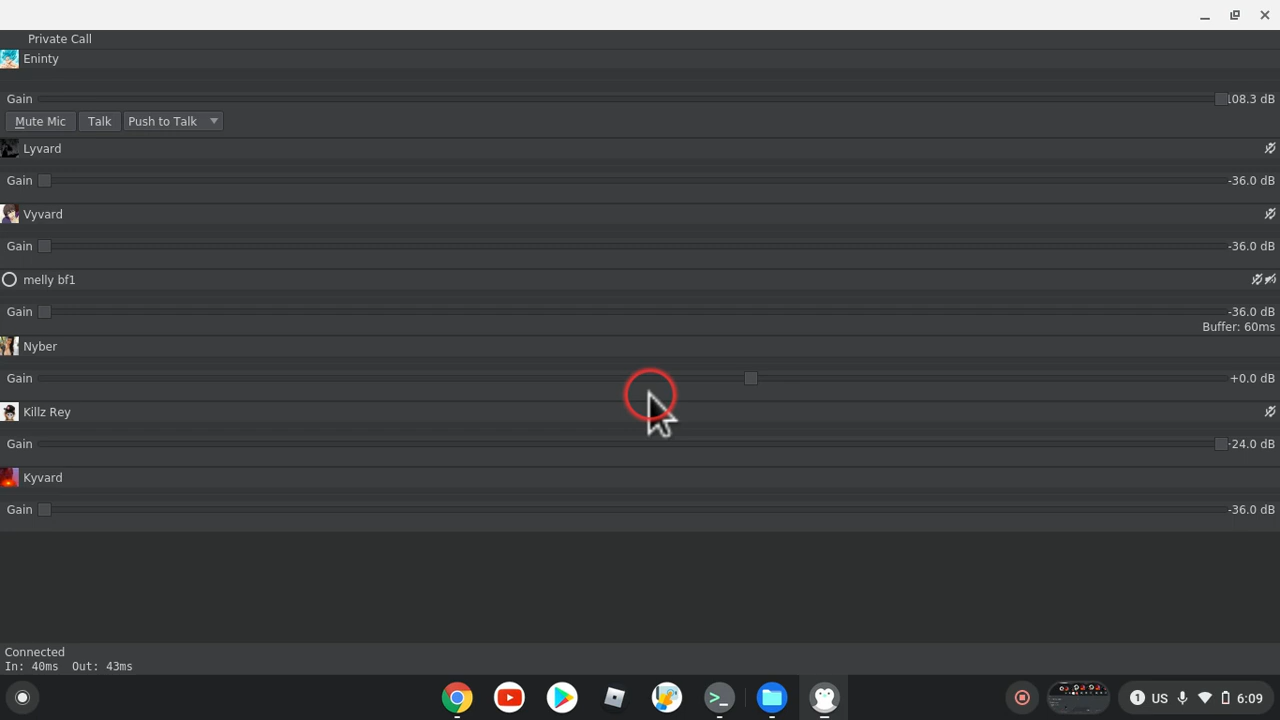 Private Call
Eninty
Gain 108.3 dB
Mute Mic Talk Push to Talk
Lyvard
Gain -36.0 dB
Vyvard
Gain -36.0 dB
melly bf1
Gain -36.0 dB
Buffer: 60ms
Nyber
Gain +0.0 dB
Killz Rey
Gain -24.0 dB
Kyvard
Gain -36.0 dB
Connected
In: 40ms Out: 43ms
1 US 6:09